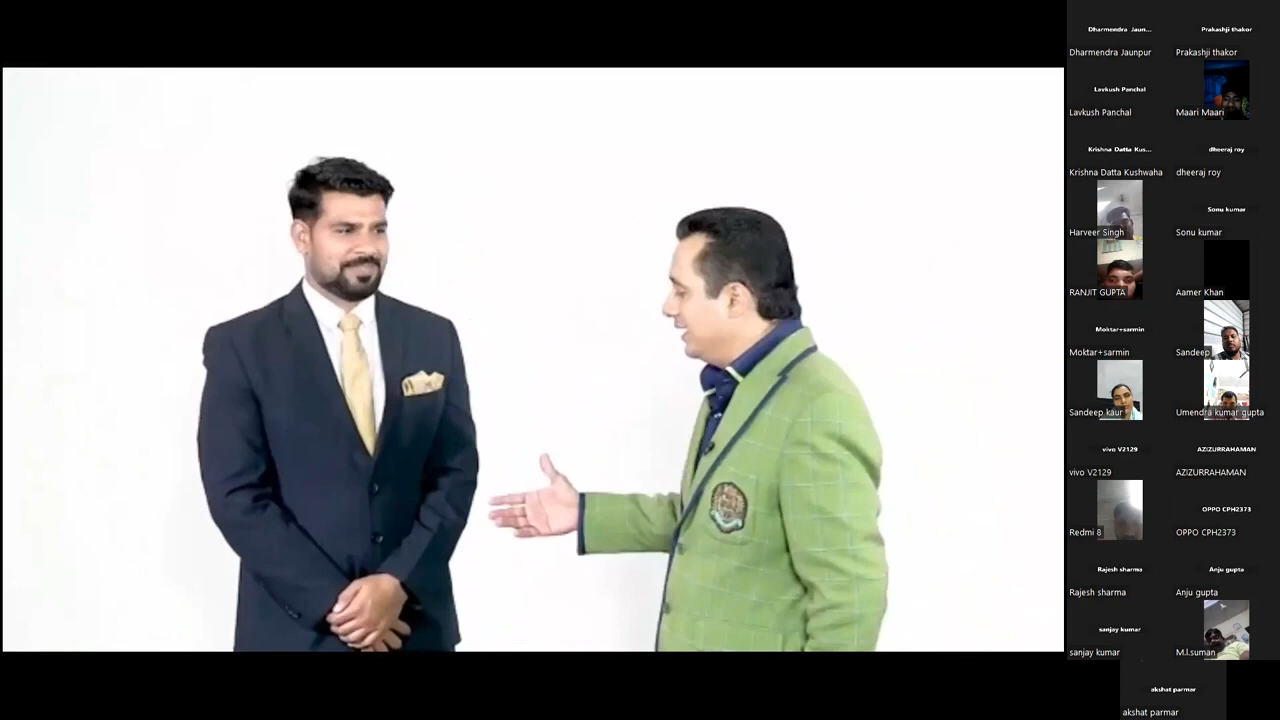 Dharmendra Jaun... Prakashji thakor
Dharmendra Jaunpur Prakashji thakor
Lavkush Panchal
Lavkush Panchal Maari Maari
Krishna Datta Kus... dheeraj roy
Krishna Datta Kushwaha dheeraj roy
Sonu kumar
Harveer Singh Sonu kumar
RANJIT GUPTA Aamer Khan
Moktar+sarmin
Moktar+sarmin Sandeep
Sandeep kaur Umendra kumar gupta
vivo V2129 AZIZURRAHAMAN
vivo V2129 AZIZURRAHAMAN
OPPO CPH2373
Redmi 8 OPPO CPH2373
Rajesh sharma Anju gupta
Rajesh sharma Anju gupta
sanjay kumar
sanjay kumar M.l.suman
akshat parmar
akshat parmar